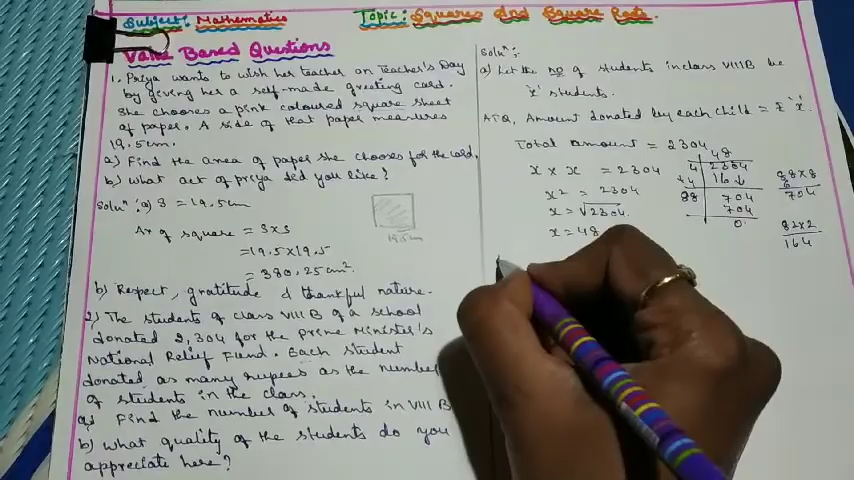 Subject: Mathematics
Topic: Squares and Square Roots.
Value Based Questions
1. Priya wants to wish her teacher on Teacher's Day
by giving her a self-made greeting card.
She chooses a pink coloured square sheet
of paper. A side of that paper measures
19.5cm.
a) Find the area of paper she chooses for the card.
b) What act of priya did you like?
Soluⁿ: a) S = 19.5cm
19.5cm
Ar of square = S×S
=19.5×19.5
= 380.25cm².
b) Respect, gratitude & thankful nature.
2) The students of class VIII B of a school
donated 2,304 for the Prime Minister's
National Relief Fund. Each student
donated as many rupees as the number
of students in the class.
a) Find the number of students in VIII B
b) What quality of the students do you
appreciate here?
Soluⁿ:
a) Let the no of students in class VIIIB be
'x' students.
ATQ, Amount donated by each child = ₹ 'x'.
Total amount = 2304
x × x = 2304
x² = 2304
x = √2304.
x = 48
48
4 2304
+4 16↓
88 704
704
0
88×8
704
82×2
164